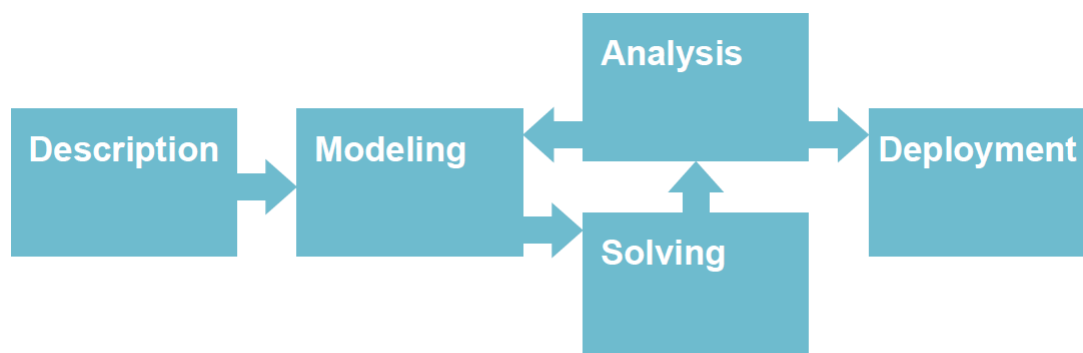 Description
Modeling
Analysis
Solving
Deployment